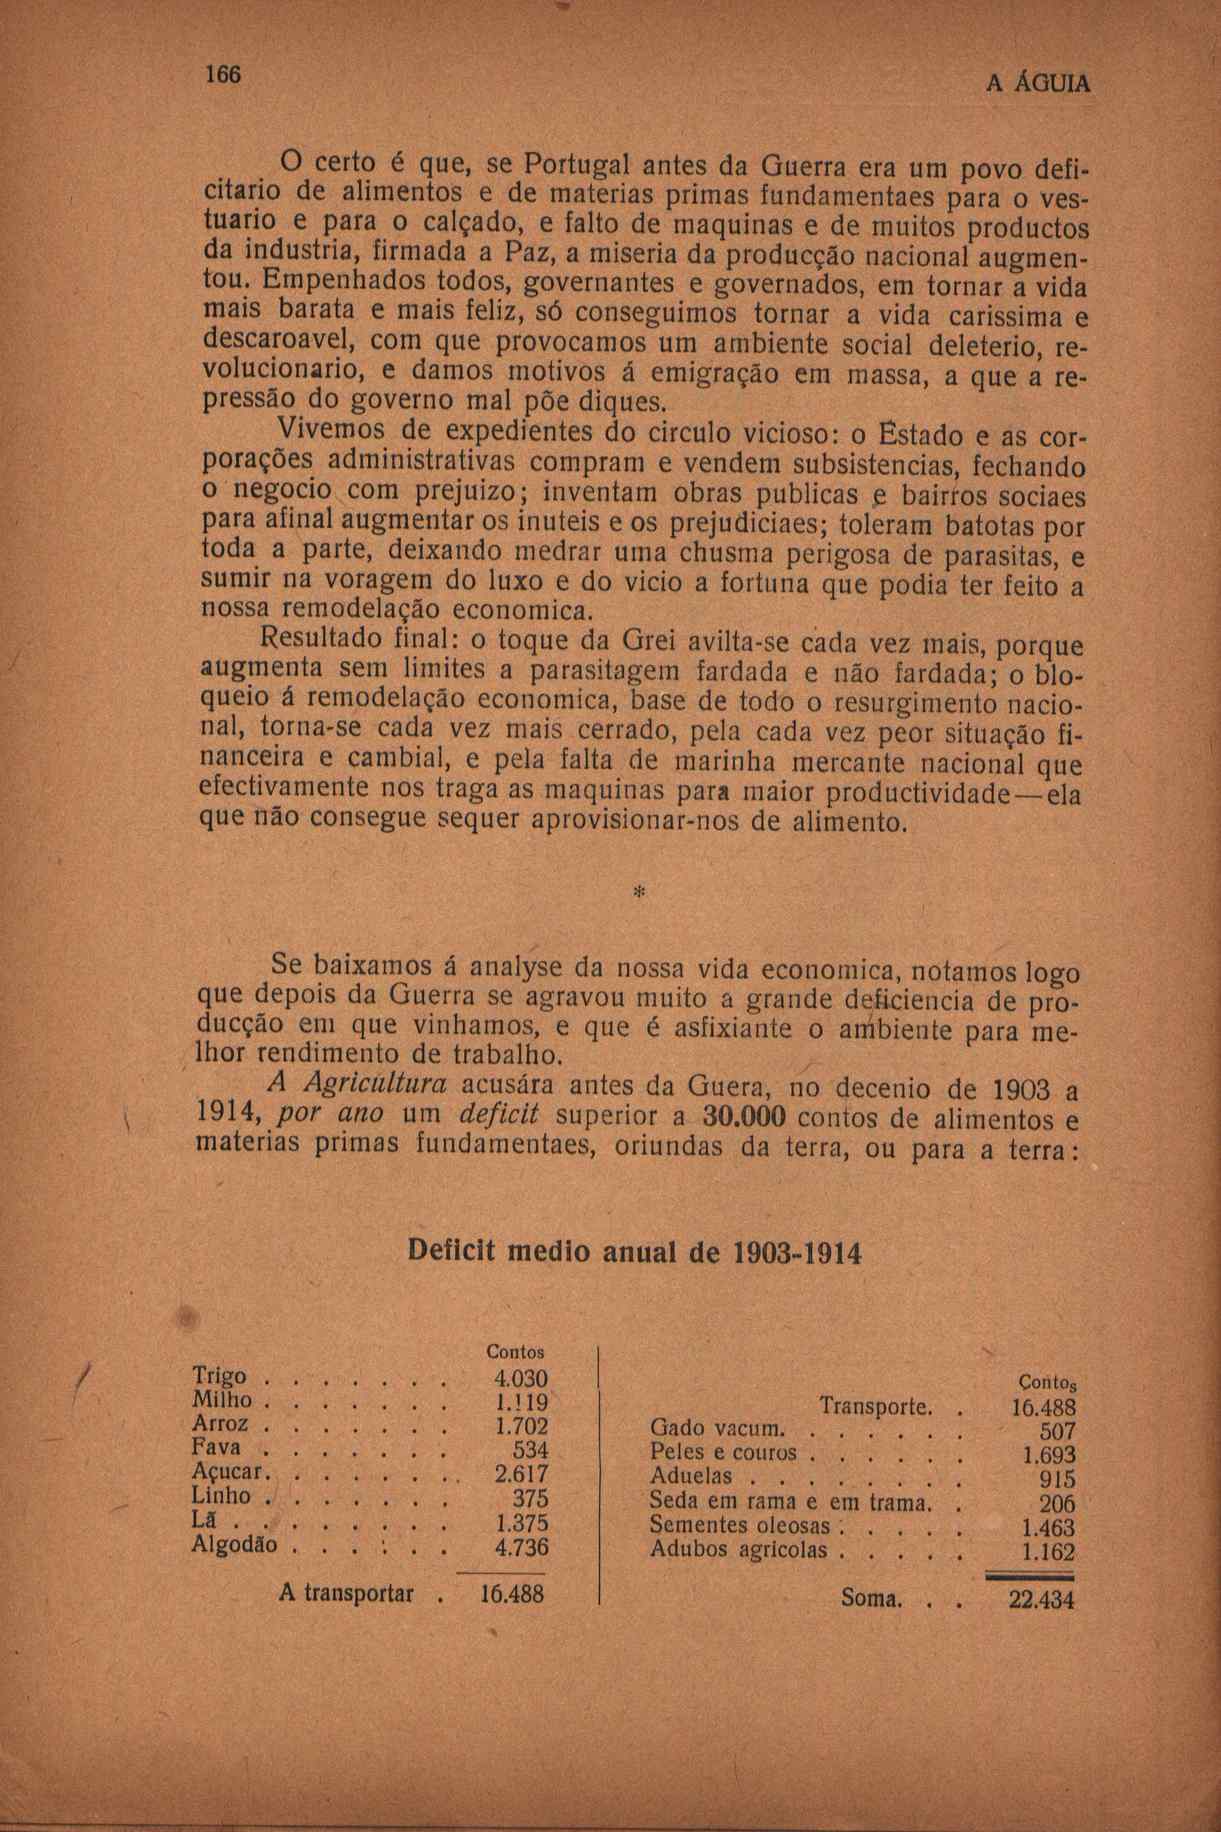 166
A ÁGUIA
O certo é que, se Portugal antes da Guerra era um povo defi-
citario de alimentos e de materias primas fundamentaes para o ves-
tuario e para o calçado, e falto de maquinas e de muitos productos
da industria, firmada a Paz, a miseria da producção nacional augmen-
tou. Empenhados todos, governantes e governados, em tornar a vida
mais barata e mais feliz, só conseguimos tornar a vida carissima e
descaroavel, com que provocamos um ambiente social deleterio, re-
volucionario, e damos motivos á emigração em massa, a que a re-
pressão do governo mal põe diques.
Vivemos de expedientes do circulo vicioso: o Estado e as cor-
porações administrativas compram e vendem subsistencias, fechando
o negocio com prejuizo; inventam obras publicas e bairros sociaes
para afinal augmentar os inuteis e os prejudiciaes; toleram batotas por
toda a parte, deixando medrar uma chusma perigosa de parasitas, e
sumir na voragem do luxo e do vicio a fortuna que podia ter feito a
nossa remodelação economica.
Resultado final: o toque da Grei avilta-se cada vez mais, porque
augmenta sem limites a parasitagem fardada e não fardada; o blo-
queio á remodelação economica, base de todo o resurgimento nacio-
nal, torna-se cada vez mais cerrado, pela cada vez peor situação fi-
nanceira e cambial, e pela falta de marinha mercante nacional que
efectivamente nos traga as maquinas para maior productividade—ela
que não consegue sequer aprovisionar-nos de alimento.
*
Se baixamos á analyse da nossa vida economica, notamos logo
que depois da Guerra se agravou muito a grande deficiencia de pro-
ducção em que vinhamos, e que é asfixiante o ambiente para me-
lhor rendimento de trabalho.
A Agricultura acusára antes da Guera, no decenio de 1903 a
1914, por ano um deficit superior a 30.000 contos de alimentos e
materias primas fundamentaes, oriundas da terra, ou para a terra:
Deficit medio anual de 1903-1914
Contos
Trigo . . . . . . . 4.030
Milho . . . . . . . 1.119
Arroz . . . . . . . 1.702
Fava . . . . . . . 534
Açucar. . . . . . . . 2.617
Linho . . . . . . . 375
Lã . . . . . . . . 1.375
Algodão . . . . . . 4.736
A transportar . 16.488
Contos
Transporte. . 16.488
Gado vacum. . . . . . . 507
Peles e couros . . . . . . 1.693
Aduelas . . . . . . . . 915
Seda em rama e em trama. . 206
Sementes oleosas . . . . . 1.463
Adubos agricolas . . . . . 1.162
Soma. . . 22.434